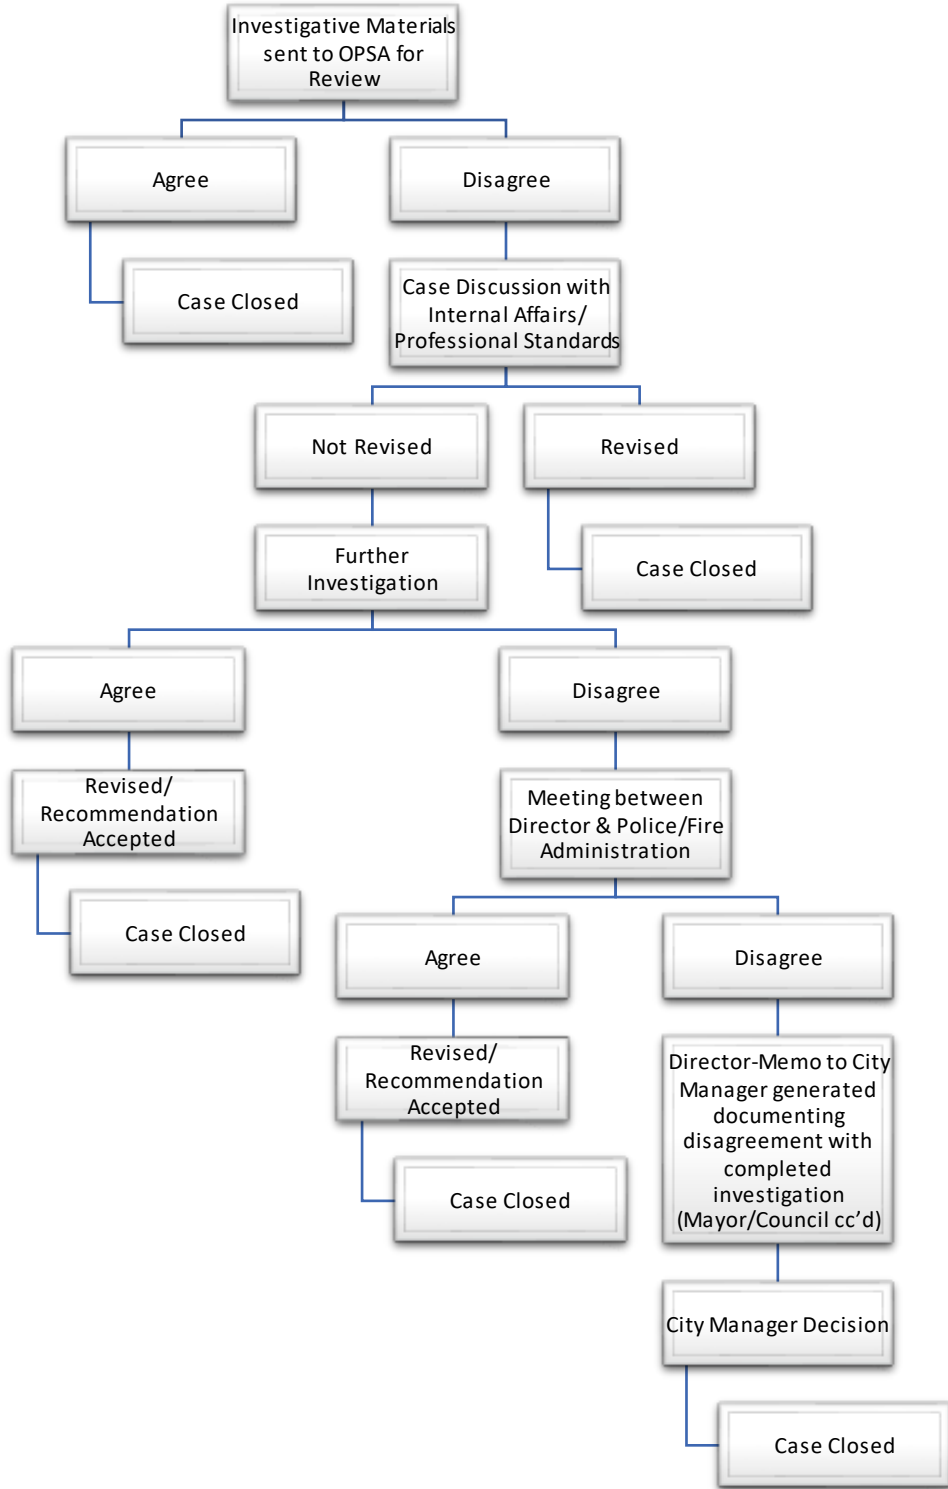 Investigative Materials
sent to OPSA for
Review
Agree
Disagree
Case Closed
Case Discussion with
Internal Affairs/
Professional Standards
Not Revised
Revised
Further
Investigation
Case Closed
Agree
Disagree
Revised/
Recommendation
Accepted
Meeting between
Director & Police/Fire
Administration
Case Closed
Agree
Disagree
Revised/
Recommendation
Accepted
Director-Memo to City
Manager generated
documenting
disagreement with
completed
investigation
(Mayor/Council cc’d)
Case Closed
City Manager Decision
Case Closed